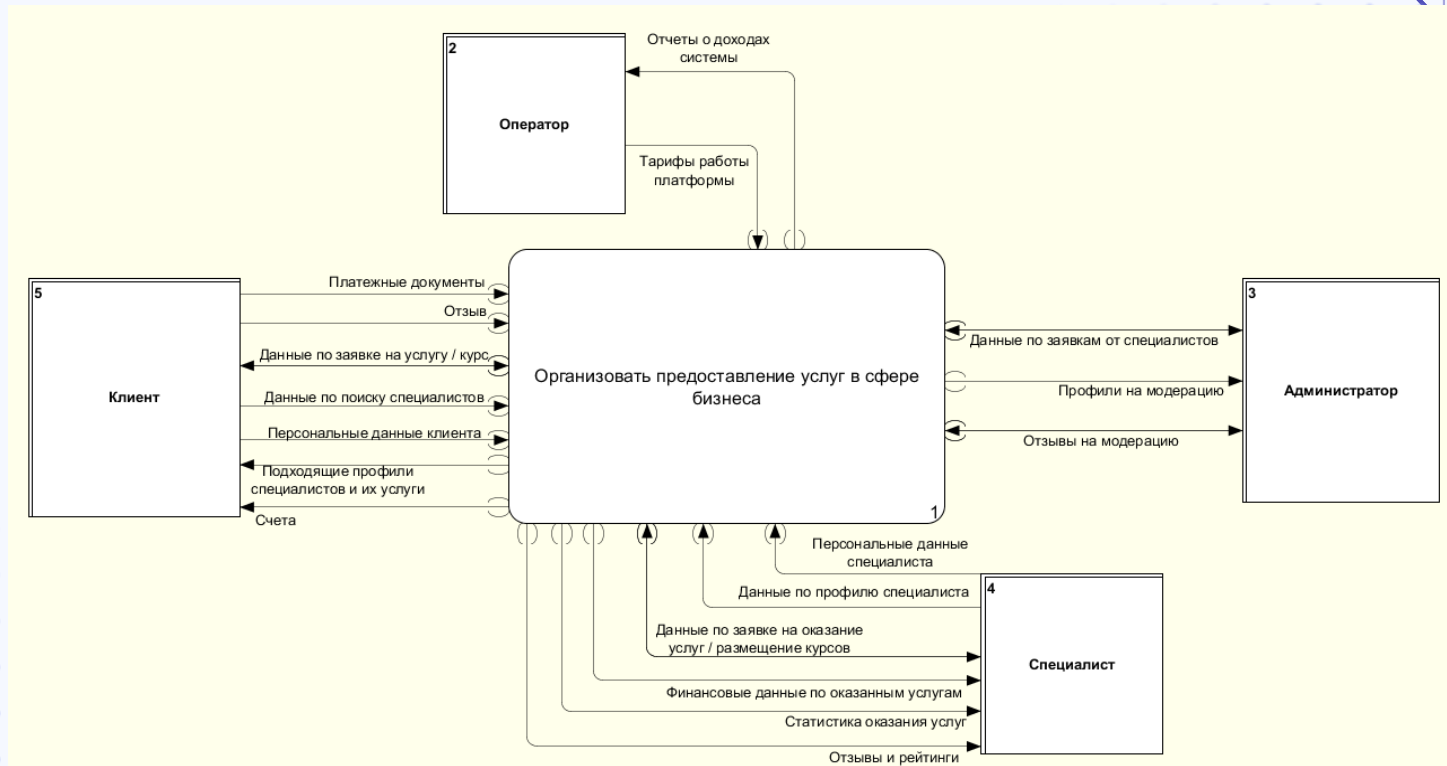 2
Оператор
Отчеты о доходах
системы
Тарифы работы
платформы
5
Клиент
Платежные документы
Отзыв
Данные по заявке на услугу / курс
Данные по поиску специалистов
Персональные данные клиента
Подходящие профили
специалистов и их услуги
Счета
Организовать предоставление услуг в сфере
бизнеса
1
3
Администратор
Данные по заявкам от специалистов
Профили на модерацию
Отзывы на модерацию
4
Специалист
Персональные данные
специалиста
Данные по профилю специалиста
Данные по заявке на оказание
услуг / размещение курсов
Финансовые данные по оказанным услугам
Статистика оказания услуг
Отзывы и рейтинги